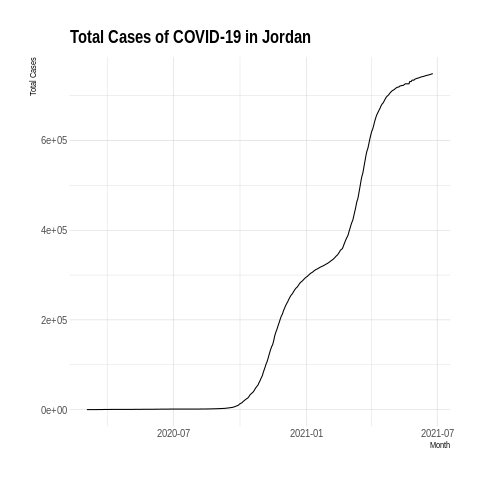 Total Cases of COVID-19 in Jordan
Total Cases
6e+05
4e+05
2e+05
0e+00
2020-07
2021-01
2021-07
Month